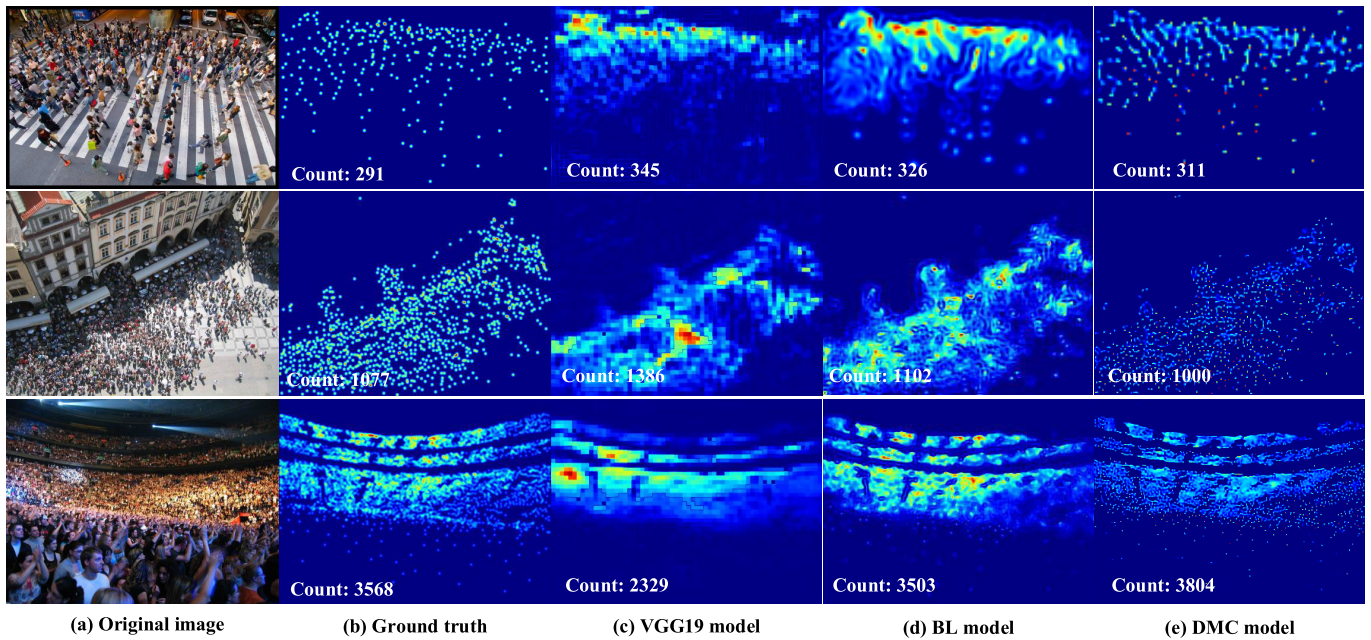 Count: 291
Count: 345
Count: 326
Count: 311
Count: 1077
Count: 1386
Count: 1102
Count: 1000
Count: 3568
Count: 2329
Count: 3503
Count: 3804
(a) Original image
(b) Ground truth
(c) VGG19 model
(d) BL model
(e) DMC model